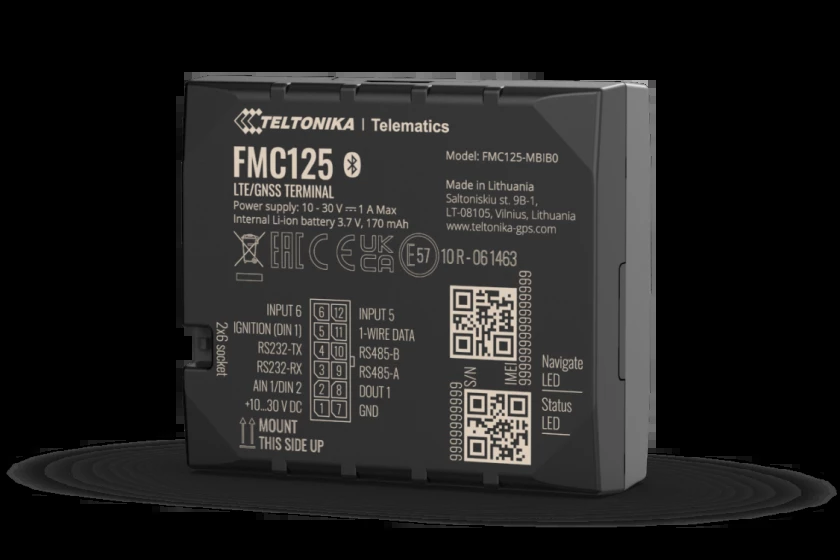 TELTONIKA | Telematics
FMC125
LTE/GNSS TERMINAL
Power supply: 10 - 30 V ⎓ 1 A Max
Internal Li-ion battery 3.7 V, 170 mAh
Model: FMC125-MBIB0
Made in Lithuania
Saltoniskiu st. 9B-1,
LT-08105, Vilnius, Lithuania
www.teltonika-gps.com
EAC CE UK CA E57 10 R - 06 1463
2x6 socket
INPUT 6 6 12 INPUT 5
IGNITION (DIN 1) 5 11 1-WIRE DATA
RS232-TX 4 10 RS485-B
RS232-RX 3 9 RS485-A
AIN 1/DIN 2 2 8 DOUT 1
+10...30 V DC 1 7 GND
MOUNT
THIS SIDE UP
IMEI 999999999999999
S/N 9999999999
Navigate
LED
Status
LED